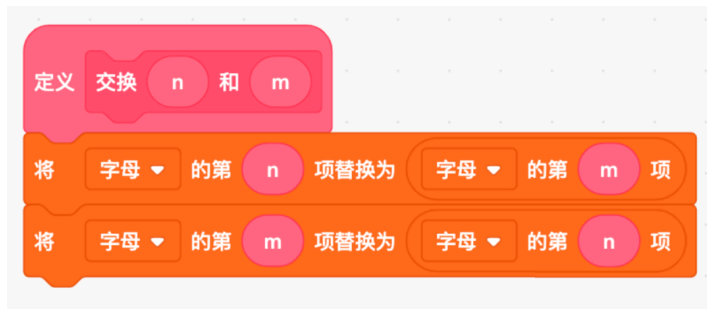 定义 交换 n 和 m
将 字母 的第 n 项替换为 字母 的第 m 项
将 字母 的第 m 项替换为 字母 的第 n 项